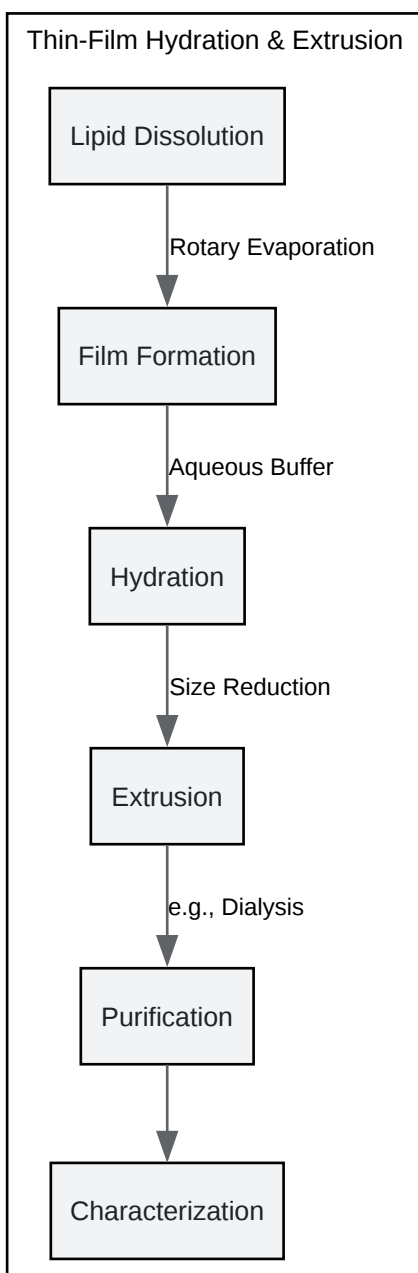 Thin-Film Hydration & Extrusion
Lipid Dissolution
Rotary Evaporation
Film Formation
Aqueous Buffer
Hydration
Size Reduction
Extrusion
e.g., Dialysis
Purification
Characterization